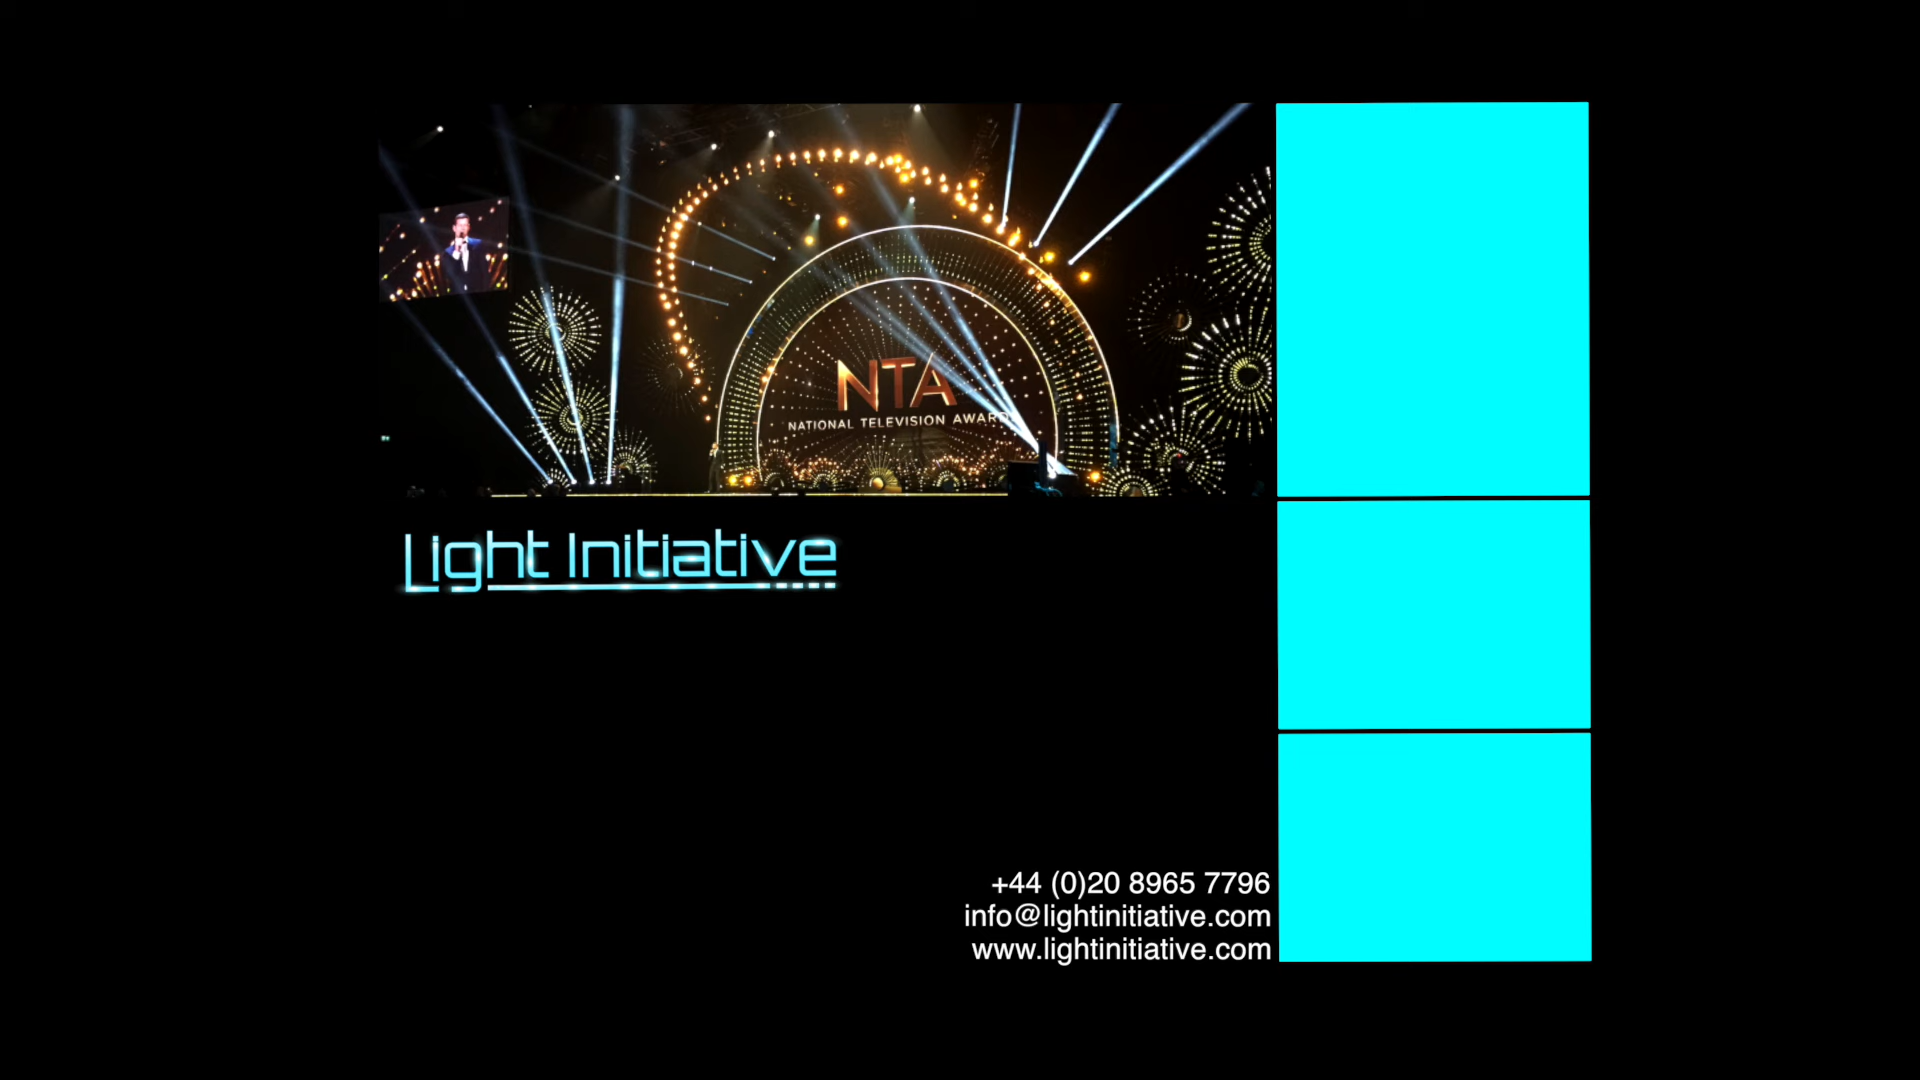 NTA
NATIONAL TELEVISION AWARDS
Light Initiative
+44 (0)20 8965 7796
info@lightinitiative.com
www.lightinitiative.com